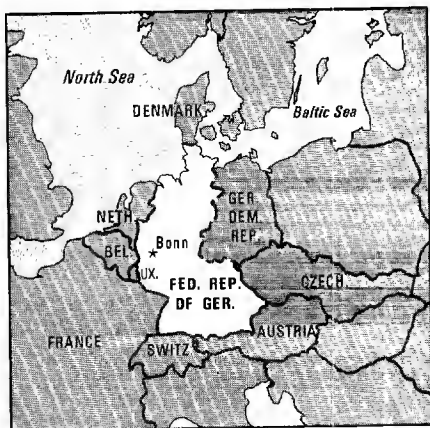 North Sea
DENMARK
Baltic Sea
NETH.
GER
DEM.
REP.
Bonn
BEL.
UX.
FED. REP.
OF GER.
CZECH.
FRANCE
SWITZ
AUSTRIA